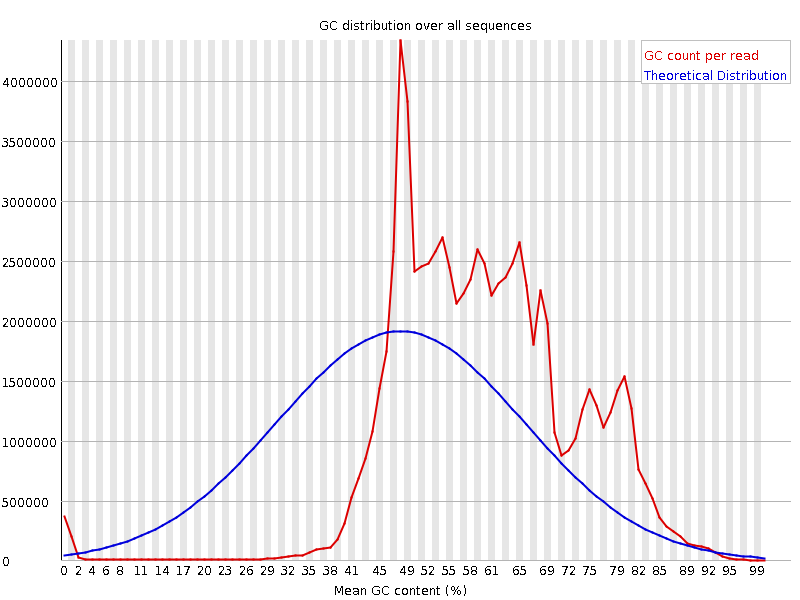 GC distribution over all sequences
GC count per read
Theoretical Distribution
4000000
3500000
3000000
2500000
2000000
1500000
1000000
500000
0
0 2 4 6 8 11 14 17 20 23 26 29 32 35 38 41 45 49 52 55 58 61 65 69 72 75 79 82 85 89 92 95 99
Mean GC content (%)